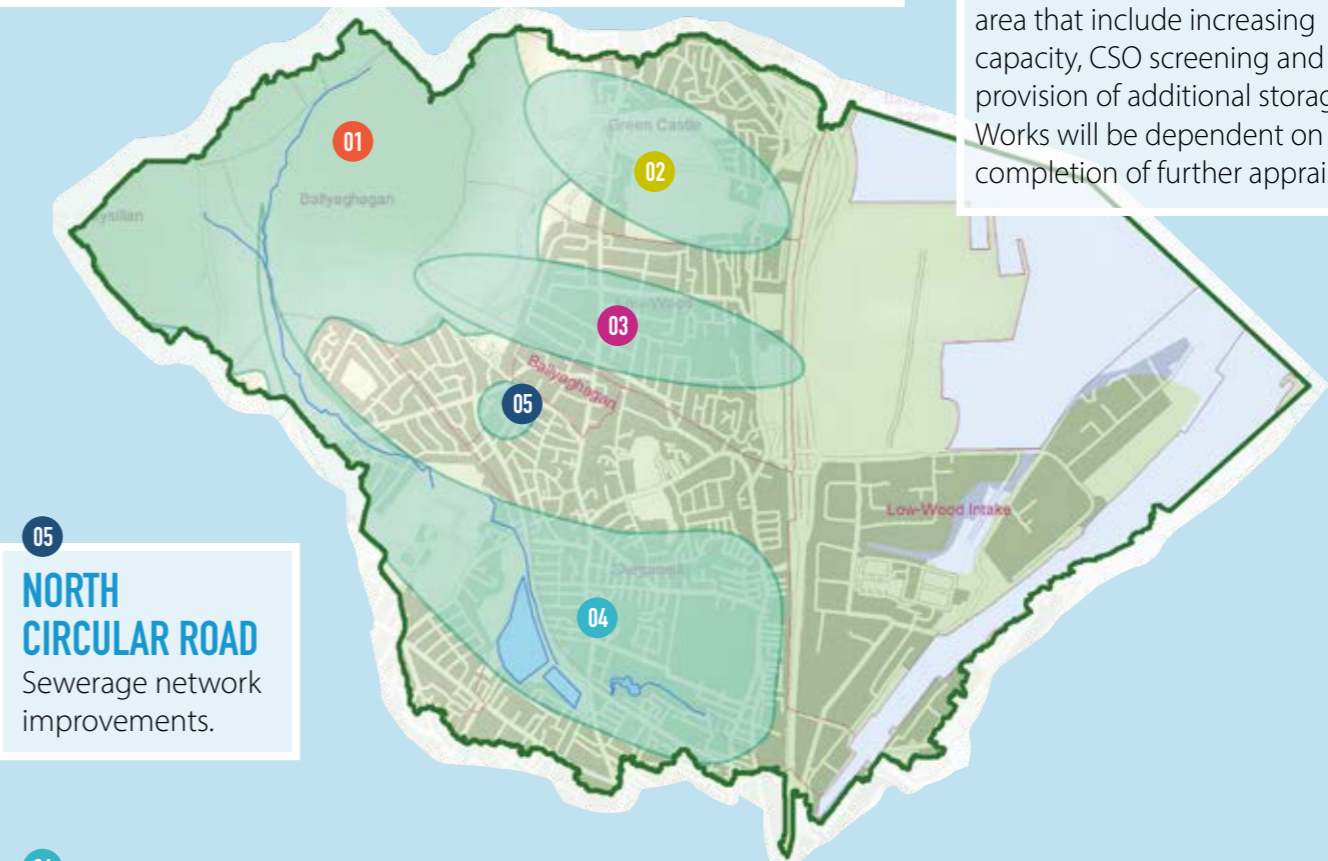 area that include increasing
capacity, CSO screening and
provision of additional
Works will be dependent on
completion of further
01
Green Castle
02
Ballyaghagan
03
Ballyaghagan
05
Low-Wood Intake
05
NORTH
CIRCULAR ROAD
Sewerage network
improvements.
04